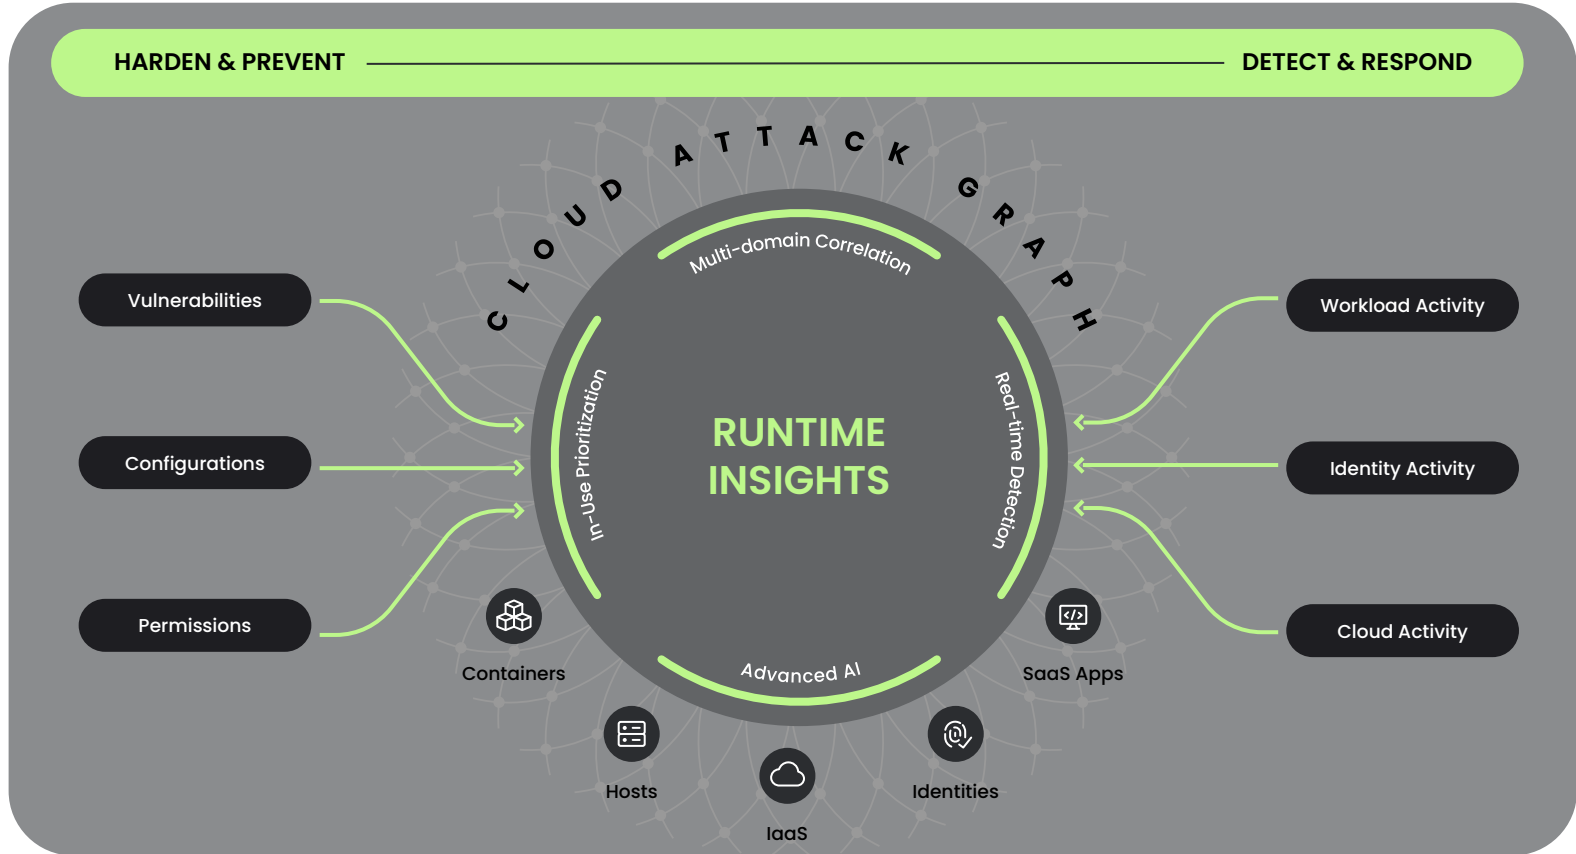 HARDEN & PREVENT
DETECT & RESPOND
CLOUD ATTACK GRAPH
Multi-domain Correlation
In-Use Prioritization
Real-time Detection
Advanced AI
RUNTIME
INSIGHTS
Vulnerabilities
Configurations
Permissions
Workload Activity
Identity Activity
Cloud Activity
Containers
Hosts
IaaS
Identities
SaaS Apps